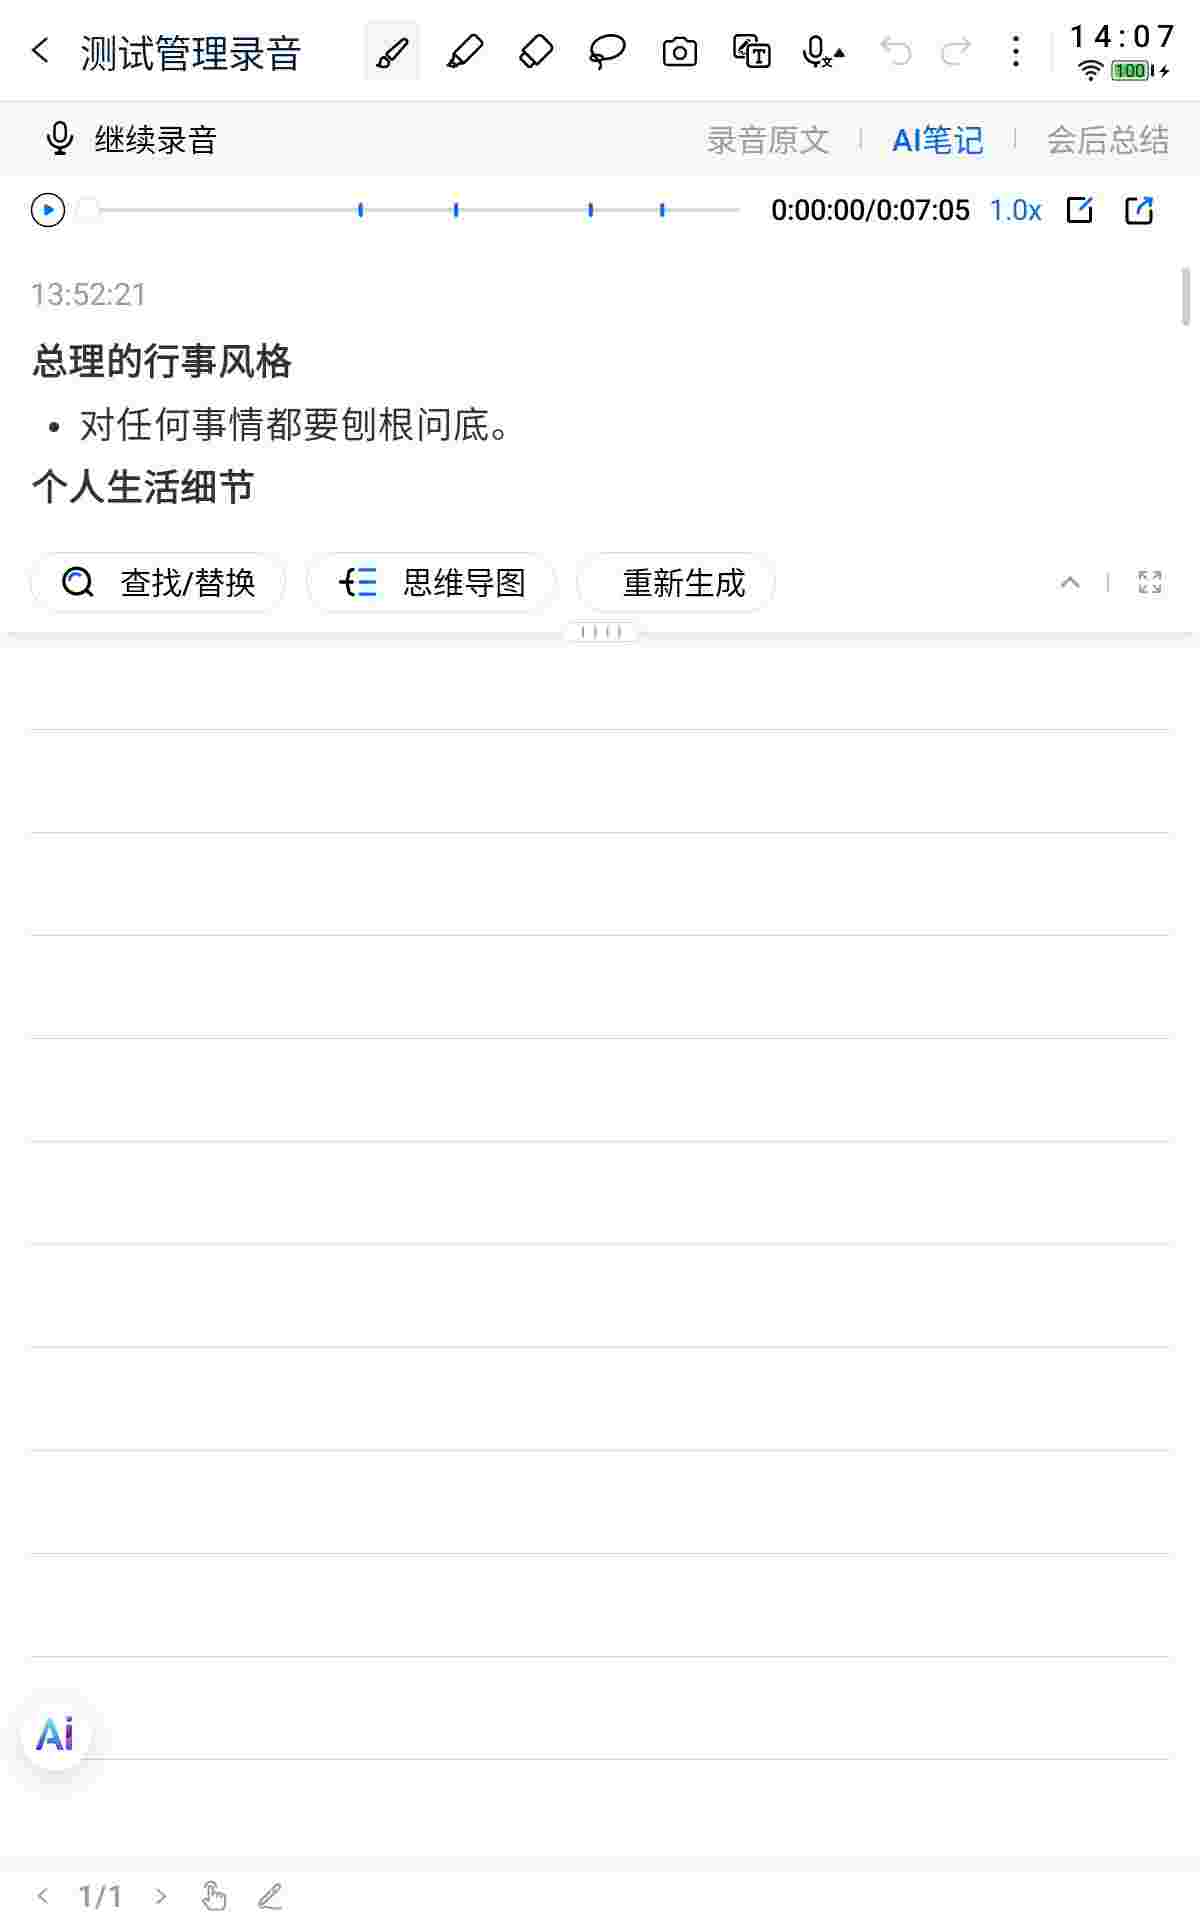 测试管理录音
14:07
100
继续录音
录音原文 AI笔记 会后总结
0:00:00/0:07:05 1.0x
13:52:21
总理的行事风格
• 对任何事情都要刨根问底。
个人生活细节
查找/替换 思维导图 重新生成
Ai
1/1